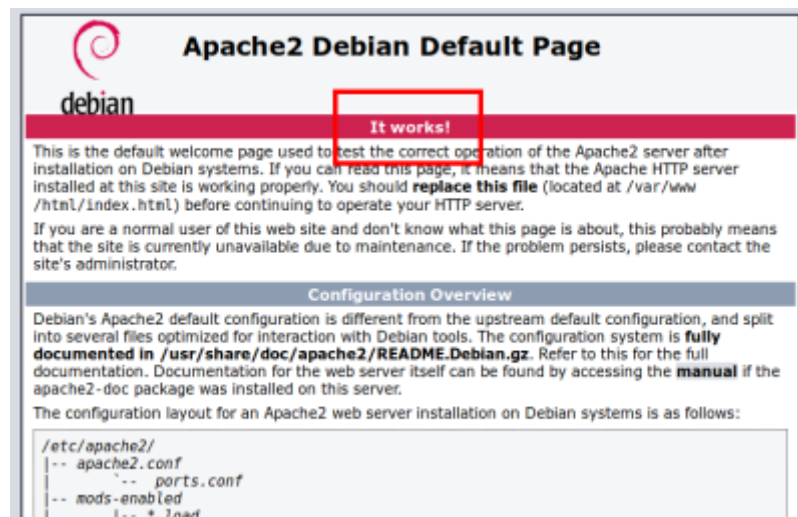 Apache2 Debian Default Page
debian
It works!
This is the default welcome page used to test the correct operation of the Apache2 server after
installation on Debian systems. If you can read this page, it means that the Apache HTTP server
installed at this site is working properly. You should replace this file (located at /var/www
/html/index.html) before continuing to operate your HTTP server.
If you are a normal user of this web site and don't know what this page is about, this probably means
that the site is currently unavailable due to maintenance. If the problem persists, please contact the
site's administrator.
Configuration Overview
Debian's Apache2 default configuration is different from the upstream default configuration, and split
into several files optimized for interaction with Debian tools. The configuration system is fully
documented in /usr/share/doc/apache2/README.Debian.gz. Refer to this for the full
documentation. Documentation for the web server itself can be found by accessing the manual if the
apache2-doc package was installed on this server.
The configuration layout for an Apache2 web server installation on Debian systems is as follows:
/etc/apache2/
|-- apache2.conf
|       `--  ports.conf
|-- mods-enabled
|       |-- *.load